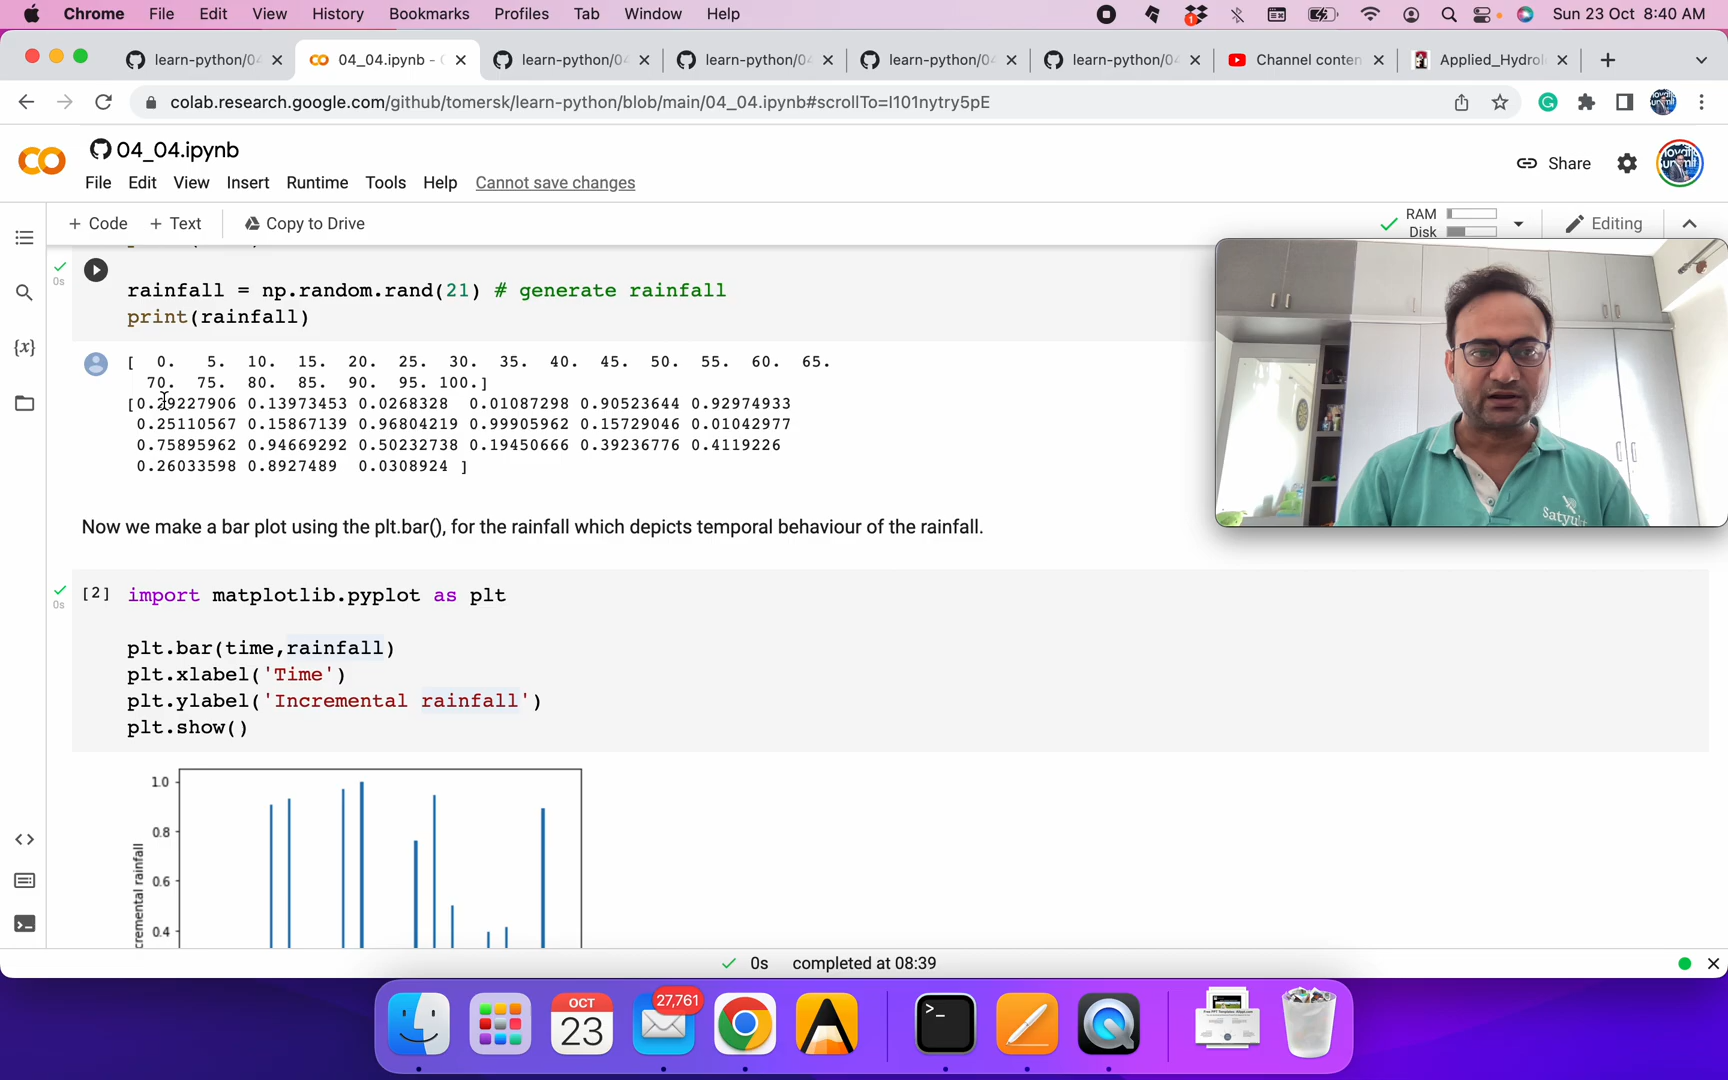 Chrome File Edit View History Bookmarks Profiles Tab Window Help Sun 23 Oct 8:40 AM
learn-python/04 04_04.ipynb - C learn-python/04 learn-python/04 learn-python/04 learn-python/04 Channel conten Applied_Hydrol
colab.research.google.com/github/tomersk/learn-python/blob/main/04_04.ipynb#scrollTo=I101nytry5pE
04_04.ipynb
Share
File Edit View Insert Runtime Tools Help Cannot save changes
+ Code + Text Copy to Drive
RAM
Disk
Editing
rainfall = np.random.rand(21) # generate rainfall
print(rainfall)
0s
[ 0. 5. 10. 15. 20. 25. 30. 35. 40. 45. 50. 55. 60. 65.
70. 75. 80. 85. 90. 95. 100.]
[0.29227906 0.13973453 0.0268328 0.01087298 0.90523644 0.92974933
0.25110567 0.15867139 0.96804219 0.99905962 0.15729046 0.01042977
0.75895962 0.94669292 0.50232738 0.19450666 0.39236776 0.4119226
0.26033598 0.8927489 0.0308924 ]
Now we make a bar plot using the plt.bar(), for the rainfall which depicts temporal behaviour of the rainfall.
[2] import matplotlib.pyplot as plt
0s
plt.bar(time,rainfall)
plt.xlabel('Time')
plt.ylabel('Incremental rainfall')
plt.show()
1.0
0.8
0.6
0.4
cremental rainfall
0s completed at 08:39
OCT
23
27,761